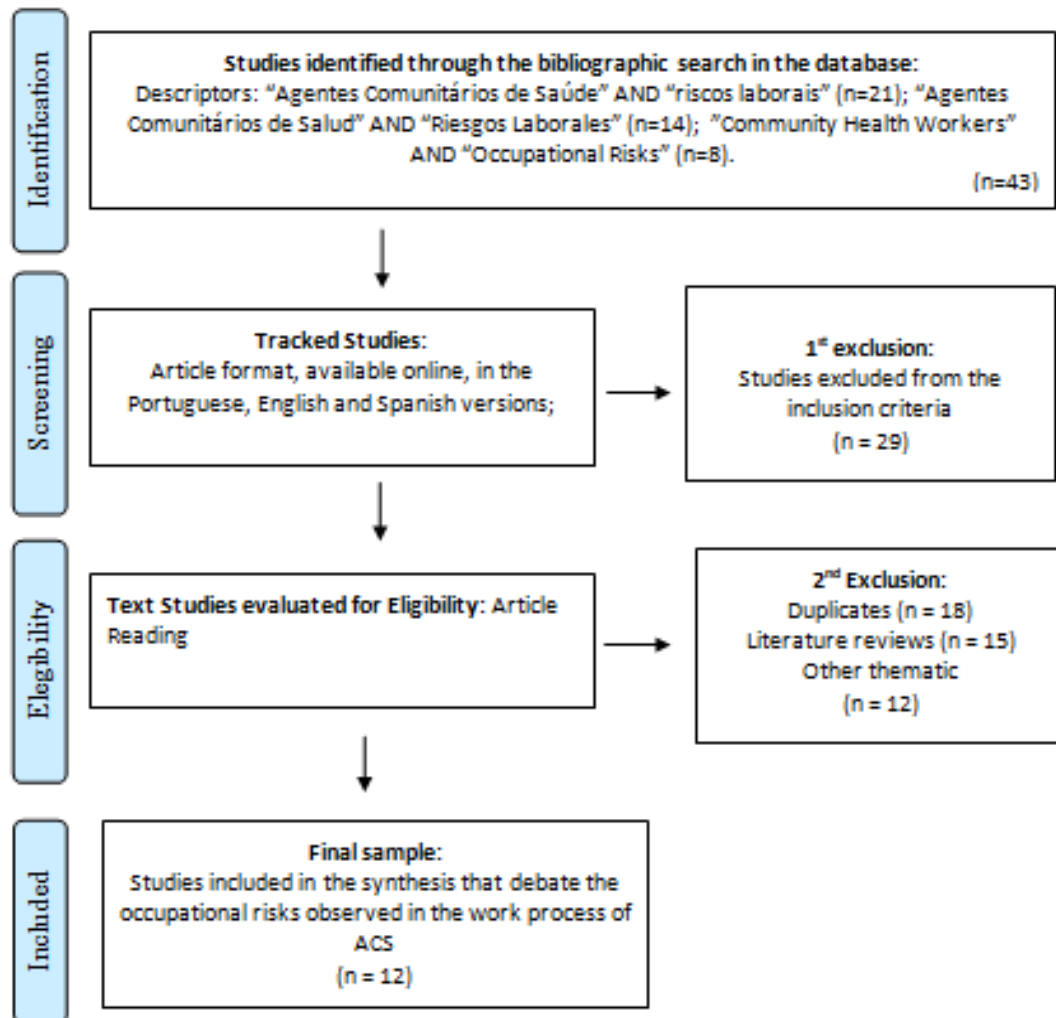 Identification
Studies identified through the bibliographic search in the database:
Descriptors: “Agentes Comunitários de Saúde” AND “riscos laborais” (n=21); “Agentes
Comunitários de Salud” AND “Riesgos Laborales” (n=14); “Community Health Workers”
AND “Occupational Risks” (n=8).
(n=43)
Screening
Tracked Studies:
Article format, available online, in the
Portuguese, English and Spanish versions;
1st exclusion:
Studies excluded from the
inclusion criteria
(n = 29)
Elegibility
Text Studies evaluated for Eligibility: Article
Reading
2nd Exclusion:
Duplicates (n = 18)
Literature reviews (n = 15)
Other thematic
(n = 12)
Included
Final sample:
Studies included in the synthesis that debate the
occupational risks observed in the work process of
ACS
(n = 12)